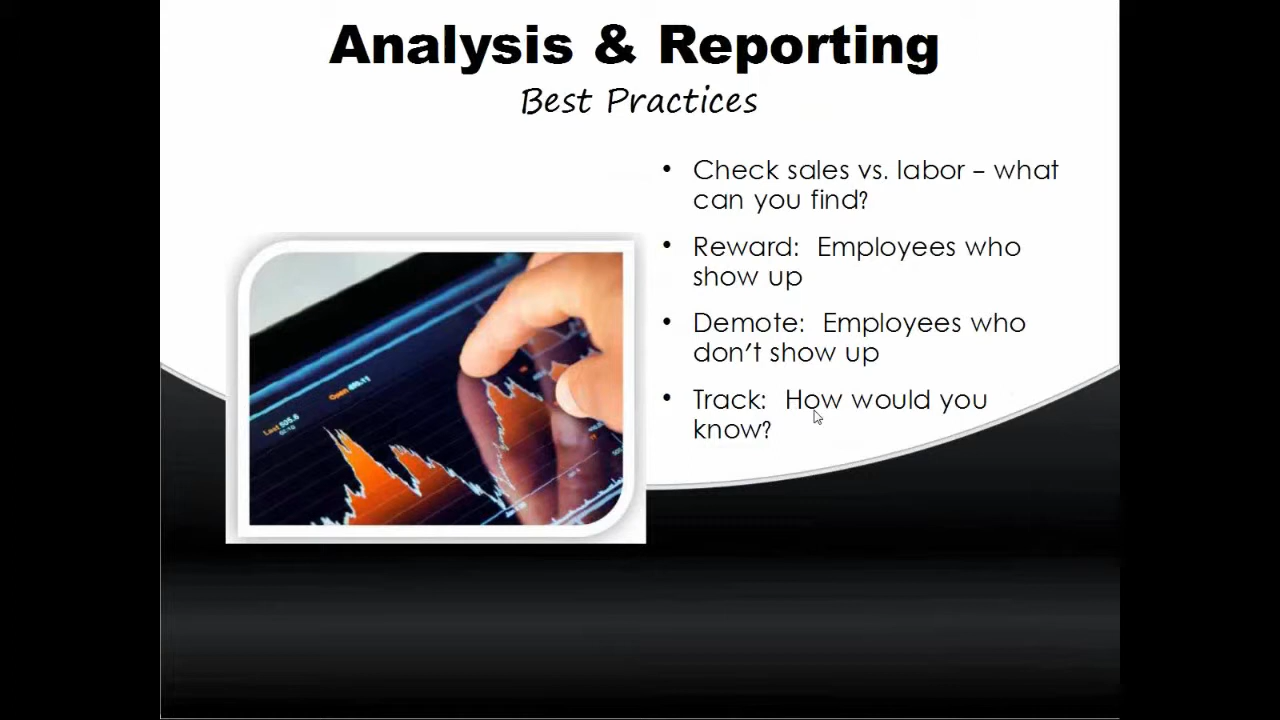 Analysis & Reporting
Best Practices
• Check sales vs. labor – what
can you find?
• Reward:  Employees who
show up
• Demote:  Employees who
don't show up
• Track:  How would you
know?